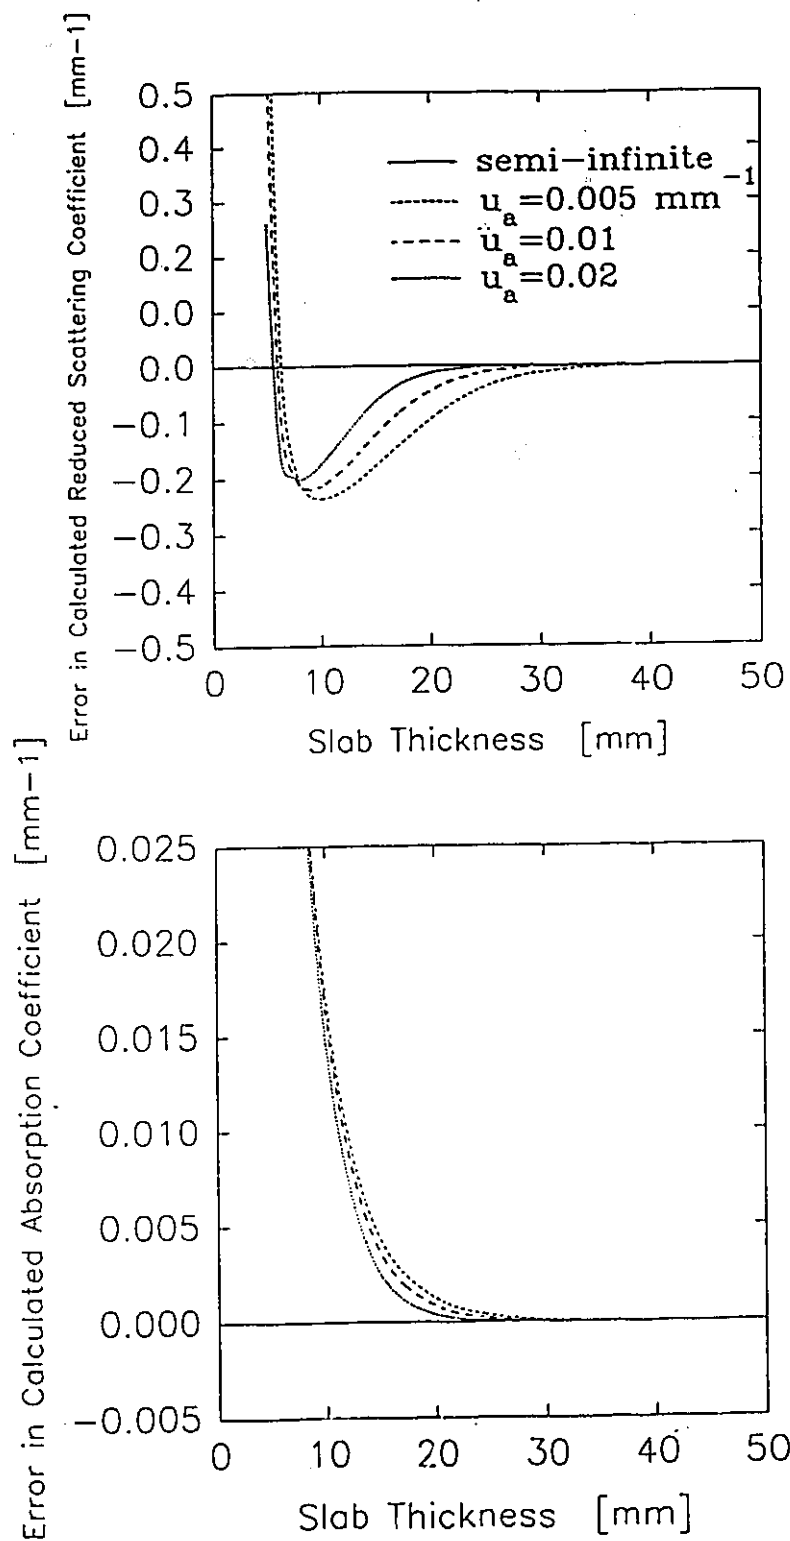 Error in Calculated Reduced Scattering Coefficient [mm-1]
0.5
0.4
0.3
0.2
0.0
0.0
-0.1
-0.2
-0.3
-0.4
-0.5
semi-infinite
u_a=0.005 mm^-1
u_a=0.01
u_a=0.02
0 10 20 30 40 50
Slab Thickness [mm]
Error in Calculated Absorption Coefficient [mm-1]
0.025
0.020
0.015
0.010
0.005
0.000
-0.005
0 10 20 30 40 50
Slab Thickness [mm]